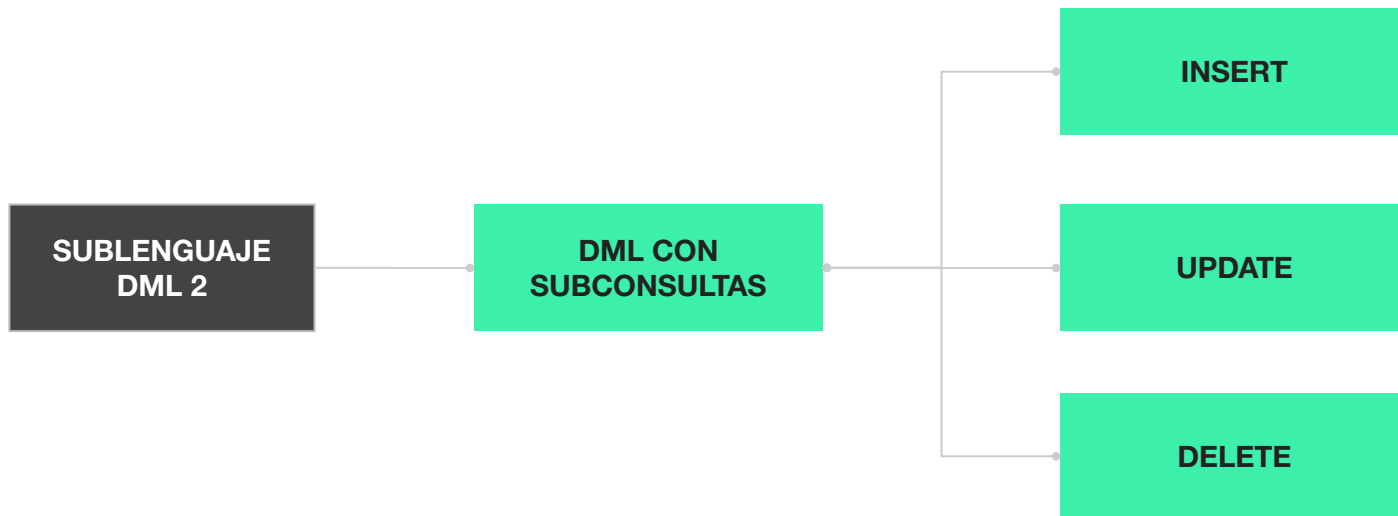 SUBLENGUAJE
DML 2
DML CON
SUBCONSULTAS
INSERT
UPDATE
DELETE